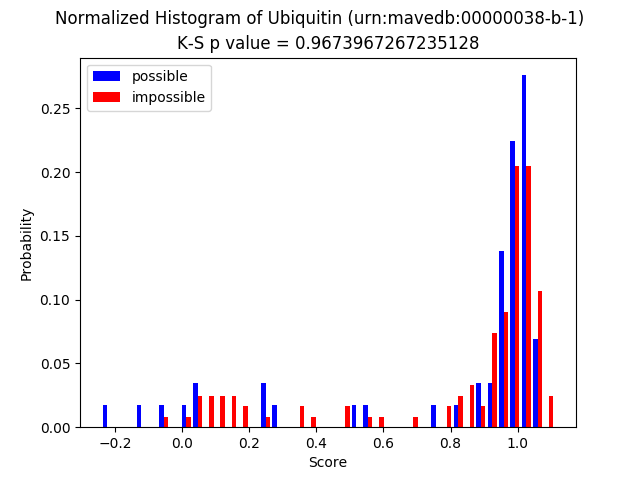 Normalized Histogram of Ubiquitin (urn:mavedb:00000038-b-1)
K-S p value = 0.9673967267235128
possible
impossible
0.25
0.20
0.15
0.10
0.05
0.00
Probability
−0.2
0.0
0.2
0.4
0.6
0.8
1.0
Score